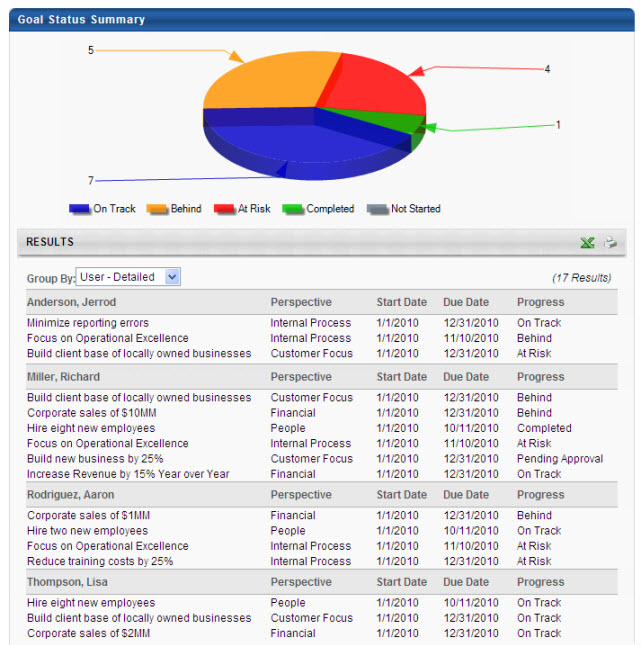 Goal Status Summary
5
4
1
7
On Track Behind At Risk Completed Not Started
RESULTS
Group By: User - Detailed (17 Results)
Anderson, Jerrod Perspective Start Date Due Date Progress
Minimize reporting errors Internal Process 1/1/2010 12/31/2010 On Track
Focus on Operational Excellence Internal Process 1/1/2010 11/10/2010 Behind
Build client base of locally owned businesses Customer Focus 1/1/2010 12/31/2010 At Risk
Miller, Richard Perspective Start Date Due Date Progress
Build client base of locally owned businesses Customer Focus 1/1/2010 12/31/2010 Behind
Corporate sales of $10MM Financial 1/1/2010 12/31/2010 Behind
Hire eight new employees People 1/1/2010 10/11/2010 Completed
Focus on Operational Excellence Internal Process 1/1/2010 11/10/2010 At Risk
Build new business by 25% Customer Focus 1/1/2010 12/31/2010 Pending Approval
Increase Revenue by 15% Year over Year Financial 1/1/2010 12/31/2010 On Track
Rodriguez, Aaron Perspective Start Date Due Date Progress
Corporate sales of $1MM Financial 1/1/2010 12/31/2010 Behind
Hire two new employees People 1/1/2010 10/11/2010 On Track
Focus on Operational Excellence Internal Process 1/1/2010 11/10/2010 At Risk
Reduce training costs by 25% Internal Process 1/1/2010 12/31/2010 At Risk
Thompson, Lisa Perspective Start Date Due Date Progress
Hire eight new employees People 1/1/2010 10/11/2010 On Track
Build client base of locally owned businesses Customer Focus 1/1/2010 12/31/2010 On Track
Corporate sales of $2MM Financial 1/1/2010 12/31/2010 On Track